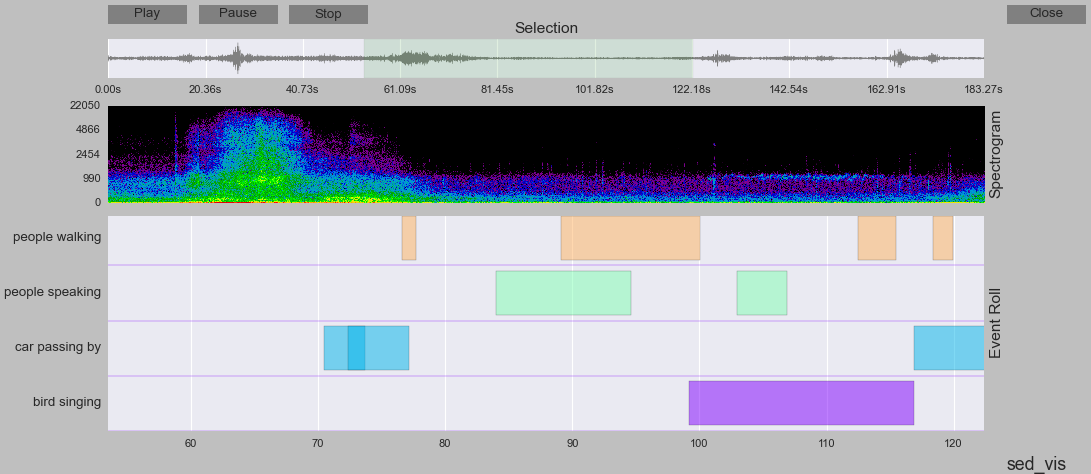 Play Pause Stop Close
Selection
0.00s 20.36s 40.73s 61.09s 81.45s 101.82s 122.18s 142.54s 162.91s 183.27s
22050
4866
2454
990
0
Spectrogram
people walking
people speaking
car passing by
bird singing
Event Roll
60 70 80 90 100 110 120
sed_vis